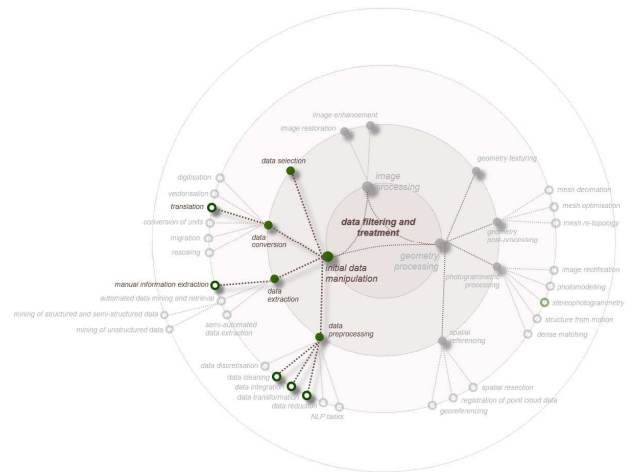 image enhancement
image restoration
data selection
geometry texturing
image
processing
digitisation
vectorisation
translation
conversion of units
migration
rescaling
data
conversion
data filtering and
treatment
initial data
manipulation
geometry
processing
geometry
post-processing
mesh decimation
mesh optimisation
mesh re-topology
manual information extraction
automated data mining and retrieval
mining of structured and semi-structured data
mining of unstructured data
semi-automated
data extraction
data
extraction
photogrammetric
processing
image rectification
photomodelling
stereophotogrammetry
structure from motion
dense matching
data
preprocessing
spatial
referencing
data discretisation
data cleaning
data integration
data transformation
data reduction
NLP tasks
spatial resection
registration of point cloud data
georeferencing